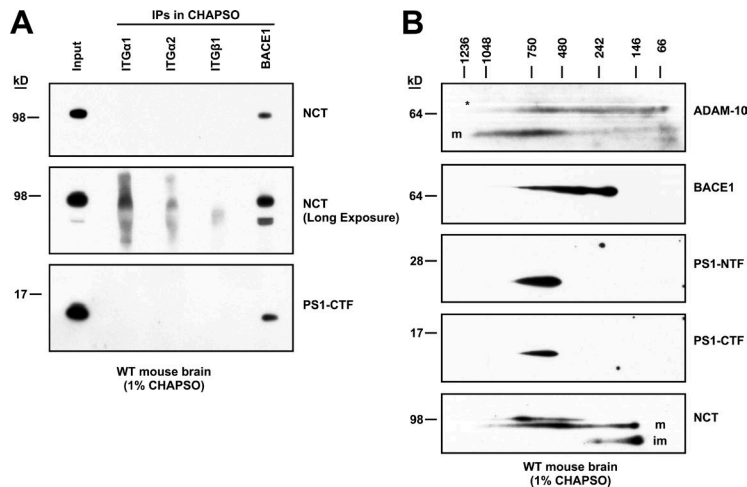 A
IPs in CHAPSO
Input
ITGα1
ITGα2
ITGβ1
BACE1
kD
98
NCT
98
NCT
(Long Exposure)
17
PS1-CTF
WT mouse brain
(1% CHAPSO)
B
1236
1048
750
480
242
146
66
kD
64
*
m
ADAM-10
64
BACE1
28
PS1-NTF
17
PS1-CTF
98
m
im
NCT
WT mouse brain
(1% CHAPSO)